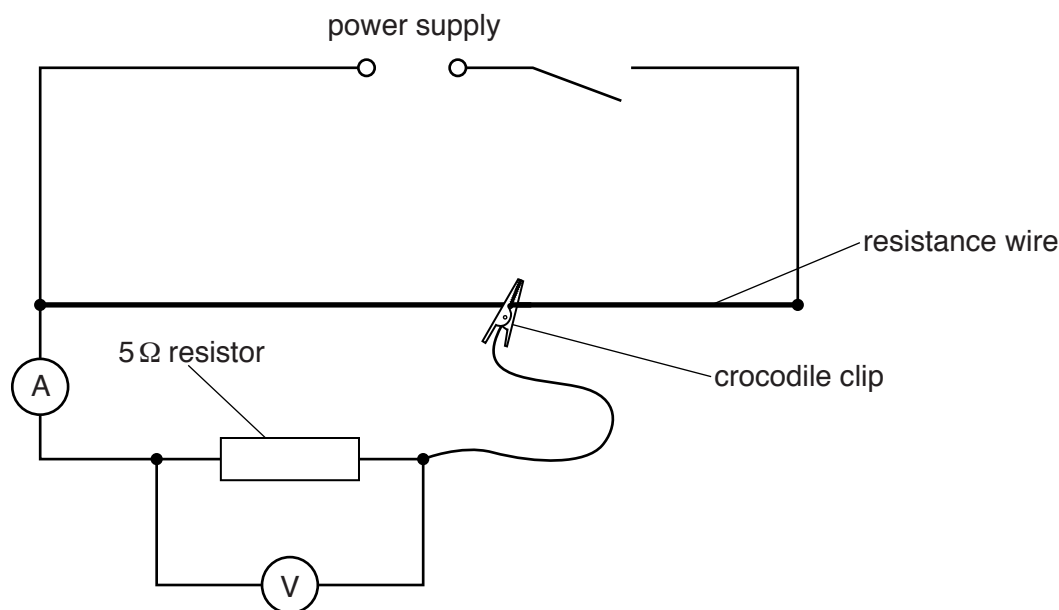 power supply
resistance wire
5 Ω resistor
crocodile clip
A
V